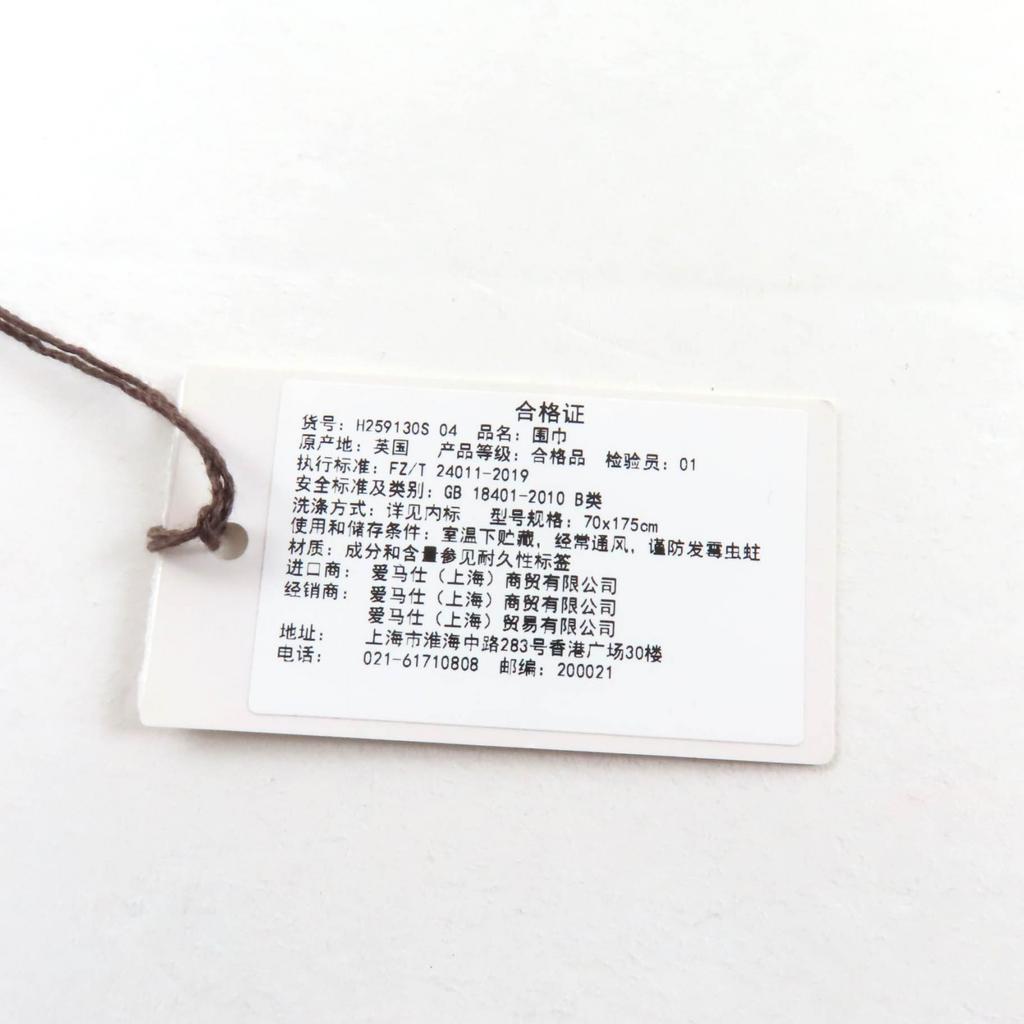 合格证
货号: H259130S 04 品名: 围巾
原产地: 英国 产品等级: 合格品 检验员: 01
执行标准: FZ/T 24011-2019
安全标准及类别: GB 18401-2010 B类
洗涤方式: 详见内标 型号规格: 70x175cm
使用和储存条件: 室温下贮藏, 经常通风, 谨防发霉虫蛀
材质: 成分和含量参见耐久性标签
进口商: 爱马仕（上海）商贸有限公司
经销商: 爱马仕（上海）商贸有限公司
爱马仕（上海）贸易有限公司
地址: 上海市淮海中路283号香港广场30楼
电话: 021-61710808 邮编: 200021